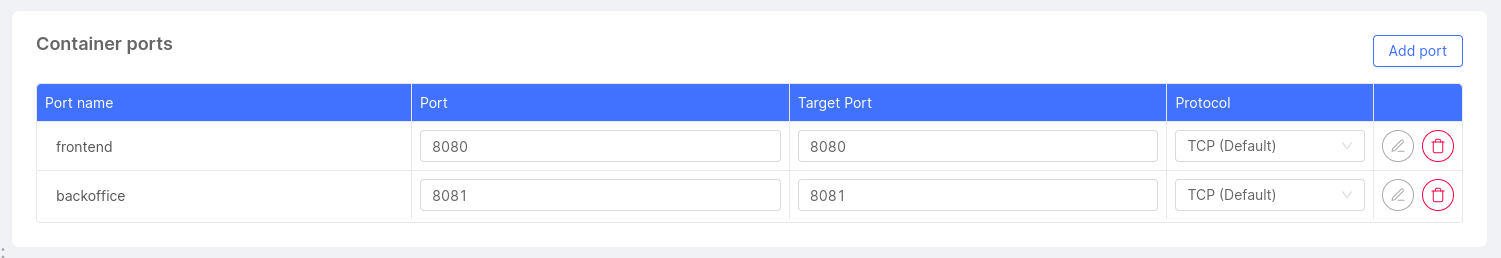 Container ports
Add port
Port name Port Target Port Protocol
frontend 8080 8080 TCP (Default)
backoffice 8081 8081 TCP (Default)